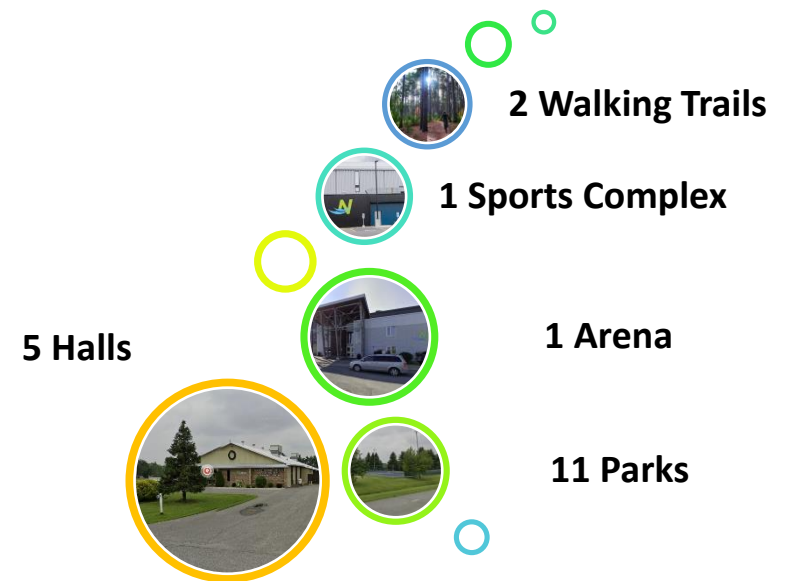 2 Walking Trails
1 Sports Complex
5 Halls
1 Arena
11 Parks